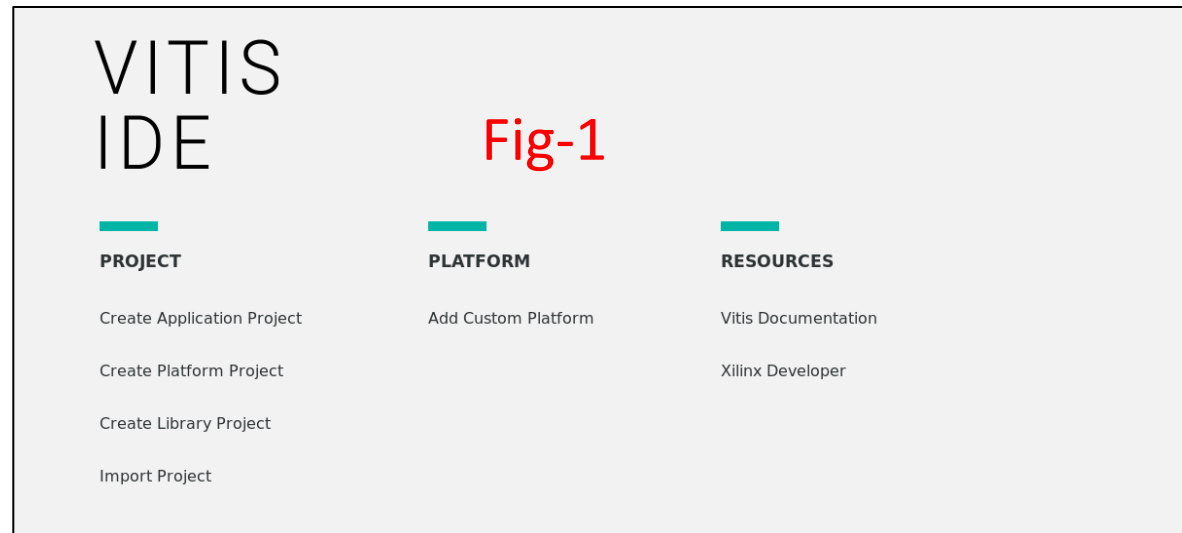 VITIS
IDE
Fig-1
PROJECT
Create Application Project
Create Platform Project
Create Library Project
Import Project
PLATFORM
Add Custom Platform
RESOURCES
Vitis Documentation
Xilinx Developer